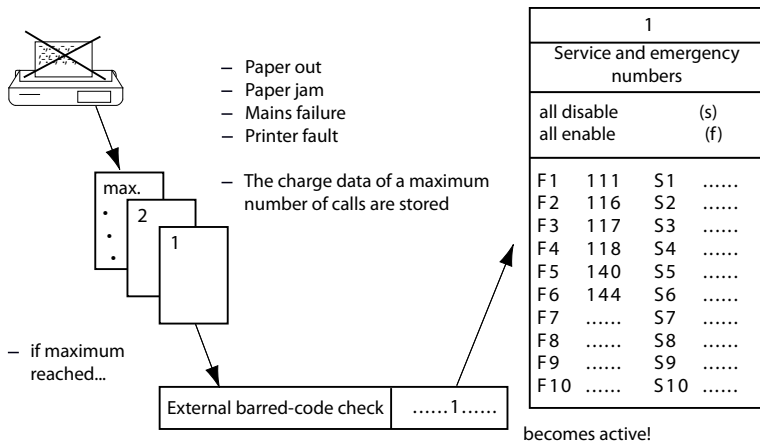 – Paper out
– Paper jam
– Mains failure
– Printer fault
– The charge data of a maximum
number of calls are stored
max.
2
1
– if maximum
reached...
External barred-code check ......1......
1
Service and emergency
numbers
all disable (s)
all enable (f)
F1 111 S1 ......
F2 116 S2 ......
F3 117 S3 ......
F4 118 S4 ......
F5 140 S5 ......
F6 144 S6 ......
F7 ...... S7 ......
F8 ...... S8 ......
F9 ...... S9 ......
F10 ...... S10 ......
becomes active!